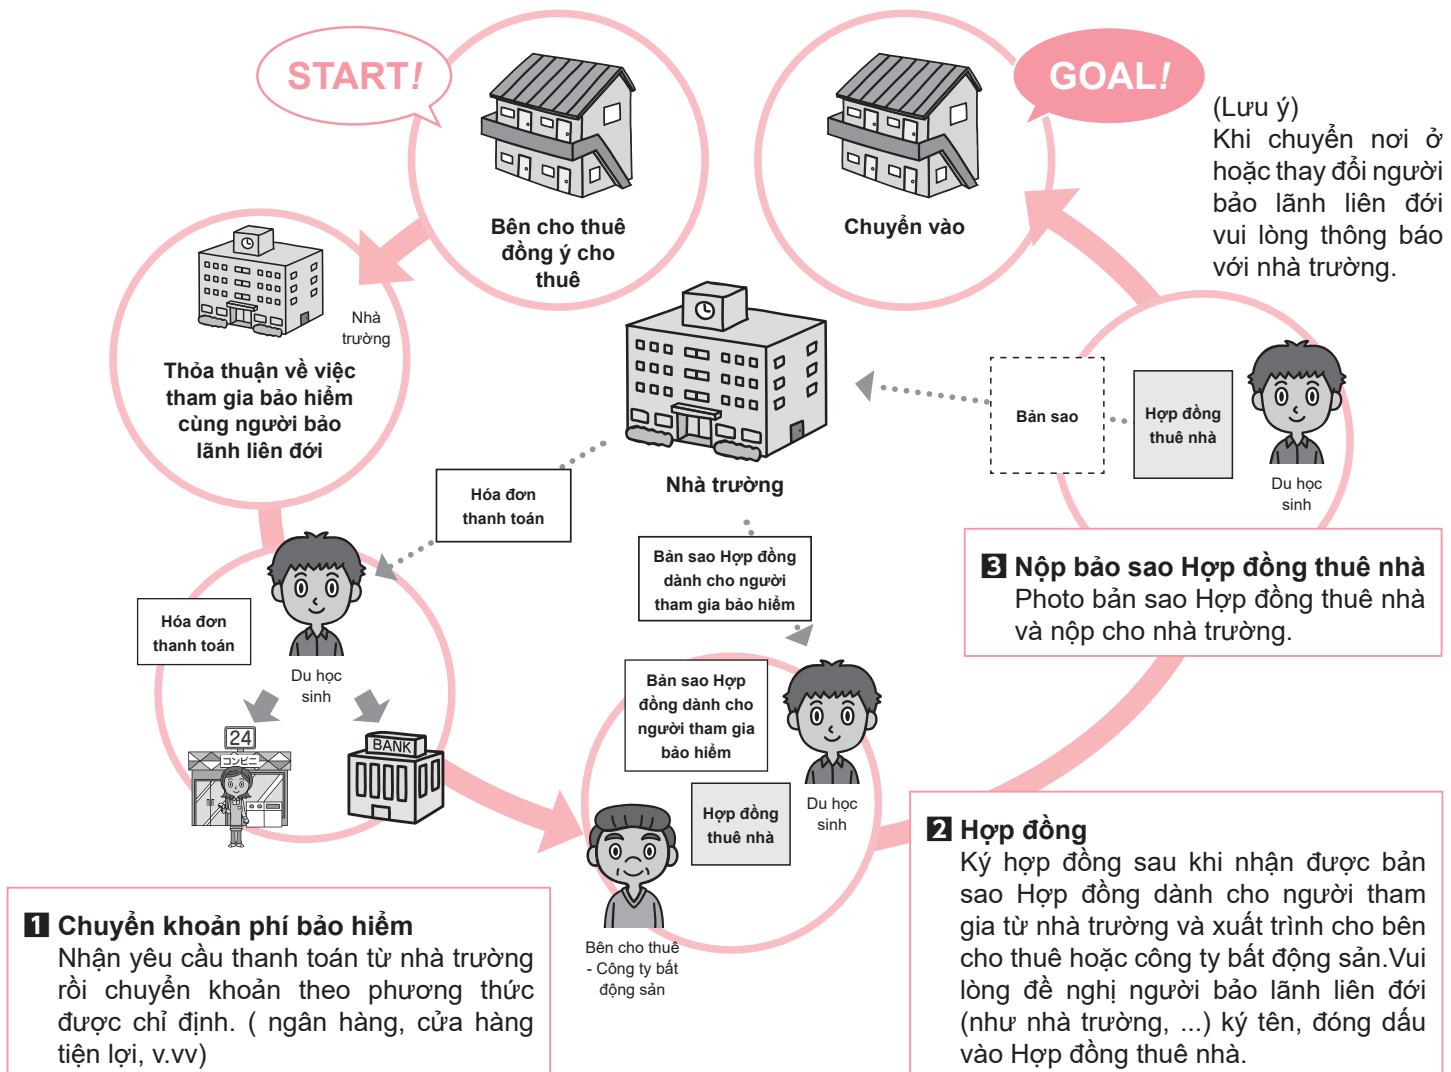 START!
Bên cho thuê
đồng ý cho
thuê
GOAL!
Chuyển vào
(Lưu ý)
Khi chuyển nơi ở
hoặc thay đổi người
bảo lãnh liên đới
vui lòng thông báo
với nhà trường.
Nhà
trường
Thỏa thuận về việc
tham gia bảo hiểm
cùng người bảo
lãnh liên đới
Nhà trường
Bản sao
Hợp đồng
thuê nhà
Du học
sinh
Hóa đơn
thanh toán
Bản sao Hợp đồng
dành cho người
tham gia bảo hiểm
3 Nộp bảo sao Hợp đồng thuê nhà
Photo bản sao Hợp đồng thuê nhà
và nộp cho nhà trường.
Hóa đơn
thanh toán
Du học
sinh
24
コンビニ
BANK
Bản sao Hợp
đồng dành cho
người tham gia
bảo hiểm
Hợp đồng
thuê nhà
Du học
sinh
Bên cho thuê
- Công ty bất
động sản
1 Chuyển khoản phí bảo hiểm
Nhận yêu cầu thanh toán từ nhà trường
rồi chuyển khoản theo phương thức
được chỉ định. ( ngân hàng, cửa hàng
tiện lợi, v.vv)
2 Hợp đồng
Ký hợp đồng sau khi nhận được bản
sao Hợp đồng dành cho người tham
gia từ nhà trường và xuất trình cho bên
cho thuê hoặc công ty bất động sản.Vui
lòng đề nghị người bảo lãnh liên đới
(như nhà trường, ...) ký tên, đóng dấu
vào Hợp đồng thuê nhà.